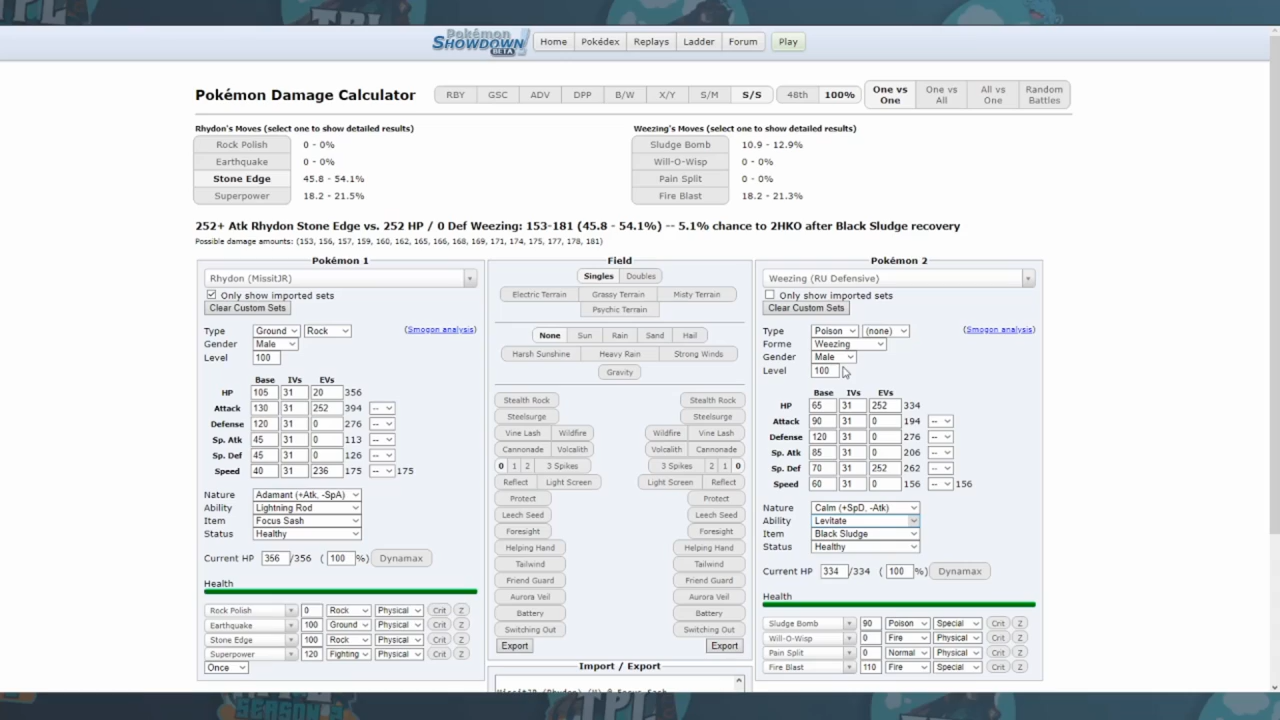 TPL
Pokémon
SHOWDOWN!
BETA
Home Pokédex Replays Ladder Forum Play
Pokémon Damage Calculator RBY GSC ADV DPP B/W X/Y S/M S/S 48th 100% One vs One One vs All All vs One Random Battles
Rhydon's Moves (select one to show detailed results) Weezing's Moves (select one to show detailed results)
Rock Polish 0 - 0% Sludge Bomb 10.9 - 12.9%
Earthquake 0 - 0% Will-O-Wisp 0 - 0%
Stone Edge 45.8 - 54.1% Pain Split 0 - 0%
Superpower 18.2 - 21.5% Fire Blast 18.2 - 21.3%
252+ Atk Rhydon Stone Edge vs. 252 HP / 0 Def Weezing: 153-181 (45.8 - 54.1%) -- 5.1% chance to 2HKO after Black Sludge recovery
Possible damage amounts: (153, 156, 157, 159, 160, 162, 165, 165, 166, 168, 169, 171, 174, 175, 177, 178, 181)
Pokémon 1
Rhydon (MissitJR)
Only show imported sets
Clear Custom Sets
Type Ground Rock (Smogon analysis)
Gender Male
Level 100
Base IVs EVs
HP 105 31 20 356
Attack 130 31 252 394 --
Defense 120 31 0 276 --
Sp. Atk 45 31 0 113 --
Sp. Def 45 31 0 126 --
Speed 40 31 236 175 -- 175
Nature Adamant (+Atk, -SpA)
Ability Lightning Rod
Item Focus Sash
Status Healthy
Current HP 356 /356 ( 100 %) Dynamax
Health
Rock Polish 0 Rock Physical Crit Z
Earthquake 100 Ground Physical Crit Z
Stone Edge 100 Rock Physical Crit Z
Superpower 120 Fighting Physical Crit Z
Once
Field
Singles Doubles
Electric Terrain Grassy Terrain Misty Terrain
Psychic Terrain
None Sun Rain Sand Hail
Harsh Sunshine Heavy Rain Strong Winds
Gravity
Stealth Rock Stealth Rock
Steelsurge Steelsurge
Vine Lash Wildfire Wildfire Vine Lash
Cannonade Volcalith Volcalith Cannonade
0 1 2 3 Spikes 3 Spikes 2 1 0
Reflect Light Screen Light Screen Reflect
Protect Protect
Leech Seed Leech Seed
Foresight Foresight
Helping Hand Helping Hand
Tailwind Tailwind
Friend Guard Friend Guard
Aurora Veil Aurora Veil
Battery Battery
Switching Out Switching Out
Export Export
Import / Export
Pokémon 2
Weezing (RU Defensive)
Only show imported sets
Clear Custom Sets
Type Poison (none) (Smogon analysis)
Forme Weezing
Gender Male
Level 100
Base IVs EVs
HP 65 31 252 334
Attack 90 31 0 194 --
Defense 120 31 0 276 --
Sp. Atk 85 31 0 206 --
Sp. Def 70 31 252 262 --
Speed 60 31 0 156 -- 156
Nature Calm (+SpD, -Atk)
Ability Levitate
Item Black Sludge
Status Healthy
Current HP 334 /334 ( 100 %) Dynamax
Health
Sludge Bomb 90 Poison Special Crit Z
Will-O-Wisp 0 Fire Physical Crit Z
Pain Split 0 Normal Physical Crit Z
Fire Blast 110 Fire Special Crit Z
TPL